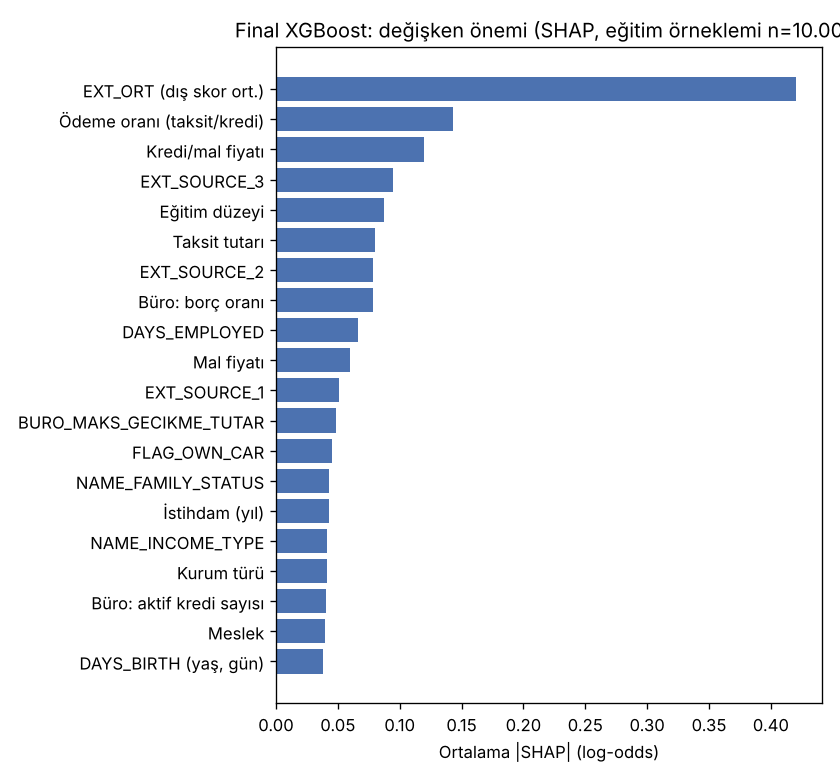 Final XGBoost: değişken önemi (SHAP, eğitim örneklemi n=10.00
EXT_ORT (dış skor ort.)
Ödeme oranı (taksit/kredi)
Kredi/mal fiyatı
EXT_SOURCE_3
Eğitim düzeyi
Taksit tutarı
EXT_SOURCE_2
Büro: borç oranı
DAYS_EMPLOYED
Mal fiyatı
EXT_SOURCE_1
BURO_MAKS_GECIKME_TUTAR
FLAG_OWN_CAR
NAME_FAMILY_STATUS
İstihdam (yıl)
NAME_INCOME_TYPE
Kurum türü
Büro: aktif kredi sayısı
Meslek
DAYS_BIRTH (yaş, gün)
0.00 0.05 0.10 0.15 0.20 0.25 0.30 0.35 0.40
Ortalama |SHAP| (log-odds)